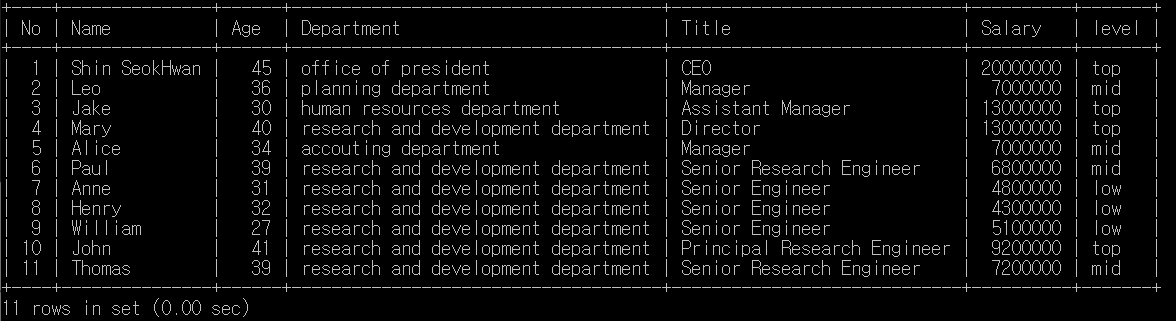 +----+--------------+-----+-------------------------------------+-----------------------------+----------+-------+
| No | Name | Age | Department | Title | Salary | level |
+----+--------------+-----+-------------------------------------+-----------------------------+----------+-------+
| 1 | Shin SeokHwan | 45 | office of president | CEO | 20000000 | top |
| 2 | Leo | 36 | planning department | Manager | 7000000 | mid |
| 3 | Jake | 30 | human resources department | Assistant Manager | 13000000 | top |
| 4 | Mary | 40 | research and development department | Director | 13000000 | top |
| 5 | Alice | 34 | accouting department | Manager | 7000000 | mid |
| 6 | Paul | 39 | research and development department | Senior Research Engineer | 6800000 | mid |
| 7 | Anne | 31 | research and development department | Senior Engineer | 4800000 | low |
| 8 | Henry | 32 | research and development department | Senior Engineer | 4300000 | low |
| 9 | William | 27 | research and development department | Senior Engineer | 5100000 | low |
| 10 | John | 41 | research and development department | Principal Research Engineer | 9200000 | top |
| 11 | Thomas | 39 | research and development department | Senior Research Engineer | 7200000 | mid |
+----+--------------+-----+-------------------------------------+-----------------------------+----------+-------+
11 rows in set (0.00 sec)